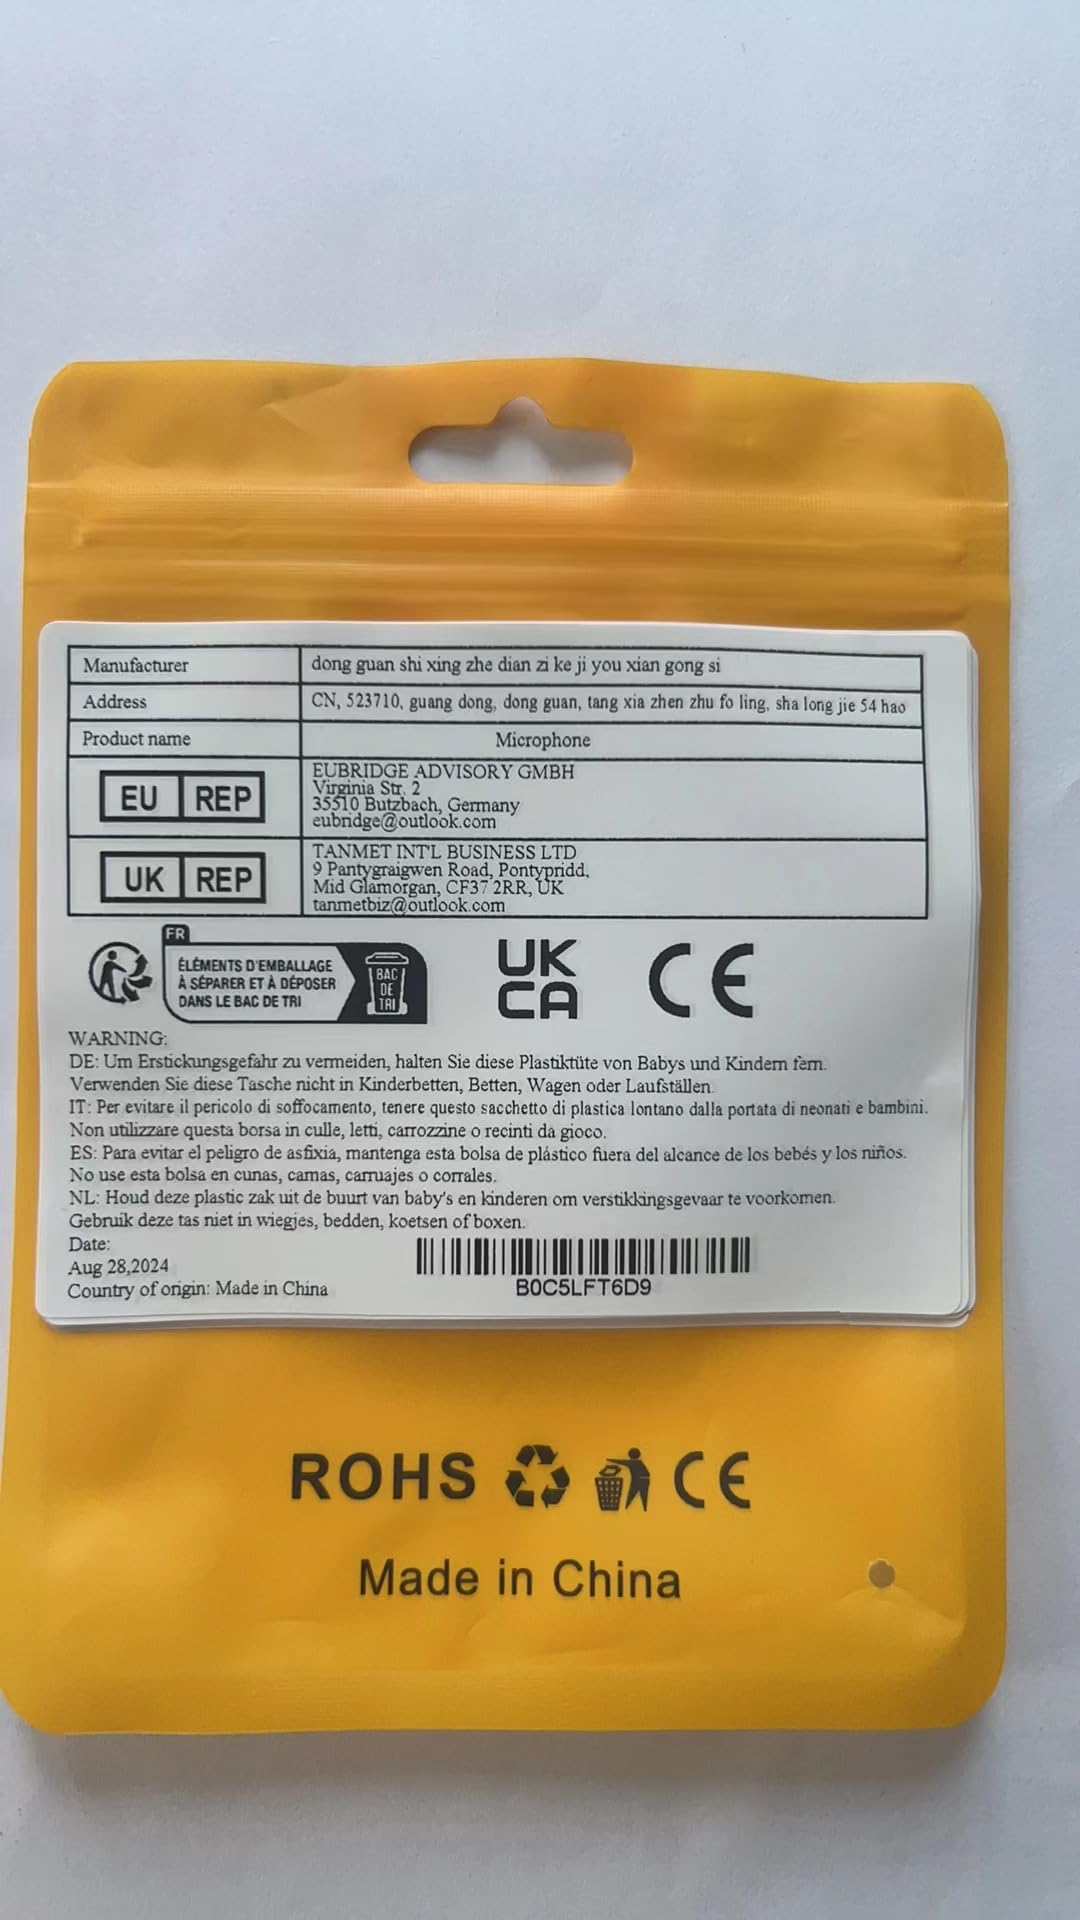 Manufacturer dong guan shi xing zhe dian zi ke ji you xian gong si
Address CN, 523710, guang dong, dong guan, tang xia zhen zhu fo ling, sha long jie 54 hao
Product name Microphone
EU REP
EUBRIDGE ADVISORY GMBH
Virginia Str. 2
35510 Butzbach, Germany
eubridge@outlook.com
UK REP
TANMET INT'L BUSINESS LTD
9 Pantygraigwen Road, Pontypridd,
Mid Glamorgan, CF37 2RR, UK
tanmetbiz@outlook.com
FR
ÉLÉMENTS D'EMBALLAGE
À SÉPARER ET À DÉPOSER
DANS LE BAC DE TRI
BAC
DE
TRI
UK
CA
CE
WARNING:
DE: Um Erstickungsgefahr zu vermeiden, halten Sie diese Plastiktüte von Babys und Kindern fern.
Verwenden Sie diese Tasche nicht in Kinderbetten, Betten, Wagen oder Laufställen.
IT: Per evitare il pericolo di soffocamento, tenere questo sacchetto di plastica lontano dalla portata di neonati e bambini.
Non utilizzare questa borsa in culle, letti, carrozzine o recinti da gioco.
ES: Para evitar el peligro de asfixia, mantenga esta bolsa de plástico fuera del alcance de los bebés y los niños.
No use esta bolsa en cunas, camas, carruajes o corrales.
NL: Houd deze plastic zak uit de buurt van baby's en kinderen om verstikkingsgevaar te voorkomen.
Gebruik deze tas niet in wiegjes, bedden, koetsen of boxen.
Date:
Aug 28,2024
Country of origin: Made in China
B0C5LFT6D9
ROHS CE
Made in China